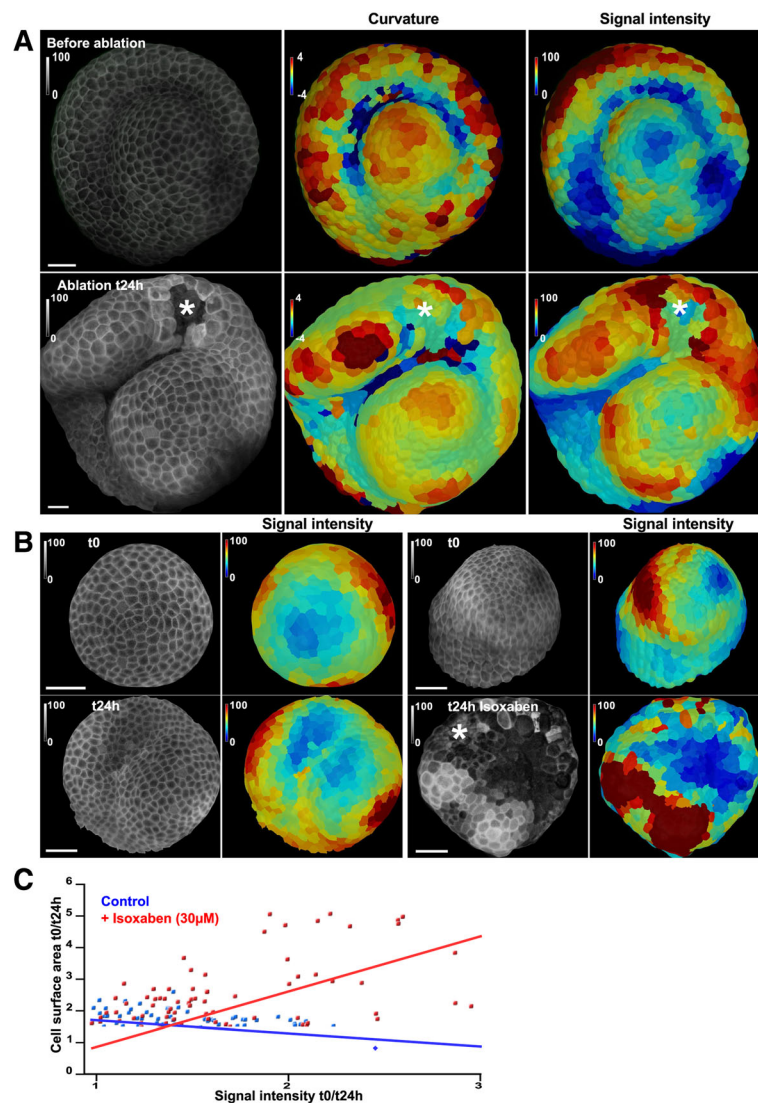 Curvature
Signal intensity
A
Before ablation
100
0
4
-4
100
0
Ablation t24h
100
0
*
4
-4
*
100
0
*
B
Signal intensity
Signal intensity
t0
100
0
100
0
t0
100
0
100
0
t24h
100
0
100
0
t24h Isoxaben
100
0
*
100
0
C
Cell surface area t0/t24h
6
5
4
3
2
1
0
Control
+ Isoxaben (30µM)
1
2
3
Signal intensity t0/t24h